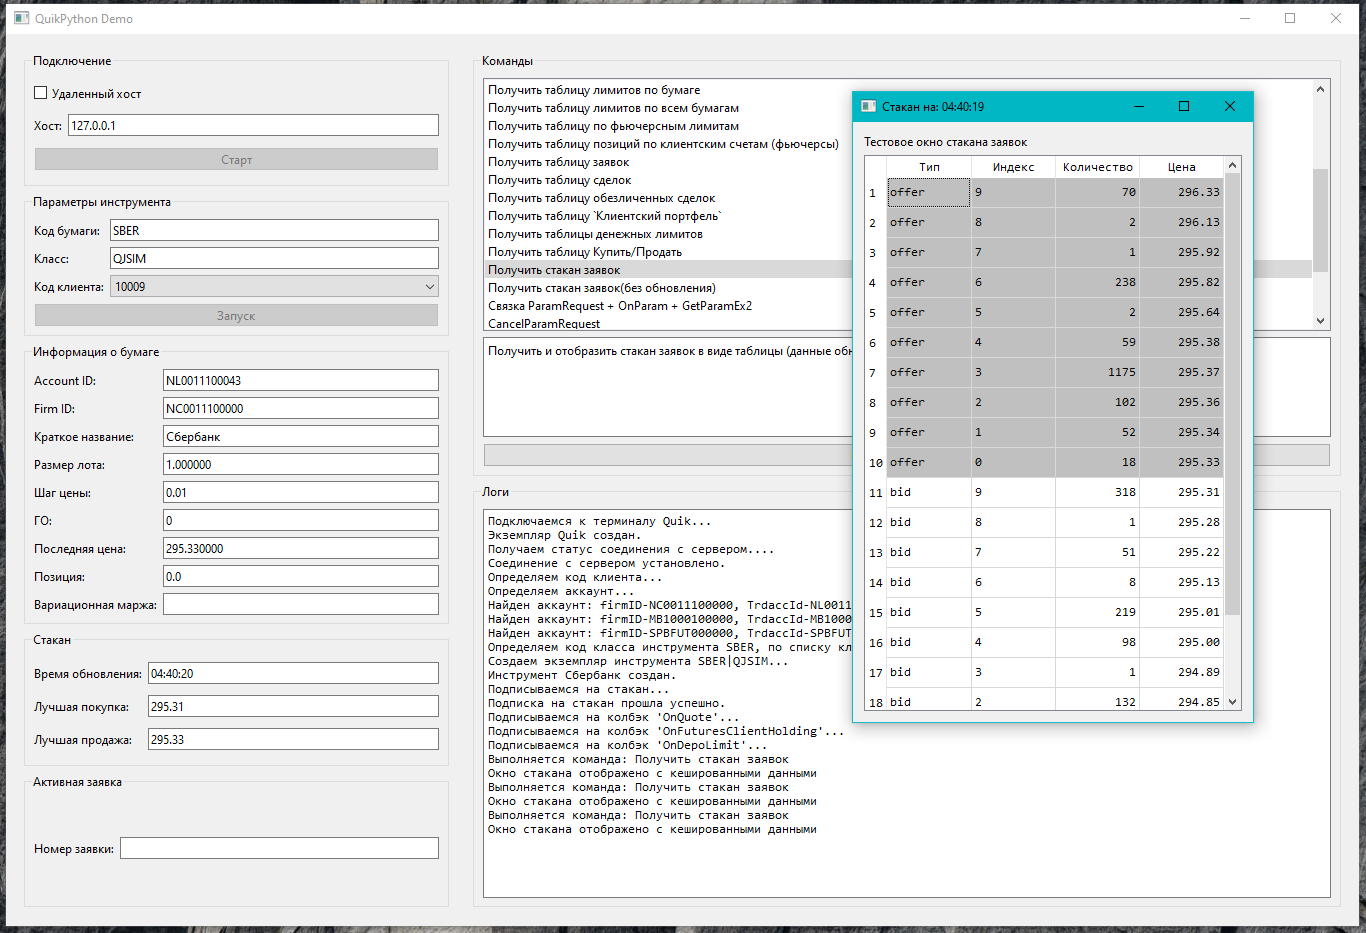 QuikPython Demo
Подключение
Удаленный хост
Хост: 127.0.0.1
Старт
Параметры инструмента
Код бумаги: SBER
Класс: QJSIM
Код клиента: 10009
Запуск
Информация о бумаге
Account ID: NL0011100043
Firm ID: NC0011100000
Краткое название: Сбербанк
Размер лота: 1.000000
Шаг цены: 0.01
ГО: 0
Последняя цена: 295.330000
Позиция: 0.0
Вариационная маржа:
Стакан
Время обновления: 04:40:20
Лучшая покупка: 295.31
Лучшая продажа: 295.33
Активная заявка
Номер заявки:
Команды
Получить таблицу лимитов по бумаге
Получить таблицу лимитов по всем бумагам
Получить таблицу по фьючерсным лимитам
Получить таблицу позиций по клиентским счетам (фьючерсы)
Получить таблицу заявок
Получить таблицу сделок
Получить таблицу обезличенных сделок
Получить таблицу `Клиентский портфель`
Получить таблицы денежных лимитов
Получить таблицу Купить/Продать
Получить стакан заявок
Получить стакан заявок(без обновления)
Связка ParamRequest + OnParam + GetParamEx2
CancelParamRequest
Получить и отобразить стакан заявок в виде таблицы (данные обн
Логи
Подключаемся к терминалу Quik...
Экземпляр Quik создан.
Получаем статус соединения с сервером....
Соединение с сервером установлено.
Определяем код клиента...
Определяем аккаунт...
Найден аккаунт: firmID-NC0011100000, TrdaccId-NL0011
Найден аккаунт: firmID-MB1000100000, TrdaccId-MB1000
Найден аккаунт: firmID-SPBFUT000000, TrdaccId-SPBFUT
Определяем код класса инструмента SBER, по списку кл
Создаем экземпляр инструмента SBER|QJSIM...
Инструмент Сбербанк создан.
Подписываемся на стакан...
Подписка на стакан прошла успешно.
Подписываемся на колбэк 'OnQuote'...
Подписываемся на колбэк 'OnFuturesClientHolding'...
Подписываемся на колбэк 'OnDepoLimit'...
Выполняется команда: Получить стакан заявок
Окно стакана отображено с кешированными данными
Выполняется команда: Получить стакан заявок
Окно стакана отображено с кешированными данными
Выполняется команда: Получить стакан заявок
Окно стакана отображено с кешированными данными
Стакан на: 04:40:19
Тестовое окно стакана заявок
Тип Индекс Количество Цена
1 offer 9 70 296.33
2 offer 8 2 296.13
3 offer 7 1 295.92
4 offer 6 238 295.82
5 offer 5 2 295.64
6 offer 4 59 295.38
7 offer 3 1175 295.37
8 offer 2 102 295.36
9 offer 1 52 295.34
10 offer 0 18 295.33
11 bid 9 318 295.31
12 bid 8 1 295.28
13 bid 7 51 295.22
14 bid 6 8 295.13
15 bid 5 219 295.01
16 bid 4 98 295.00
17 bid 3 1 294.89
18 bid 2 132 294.85